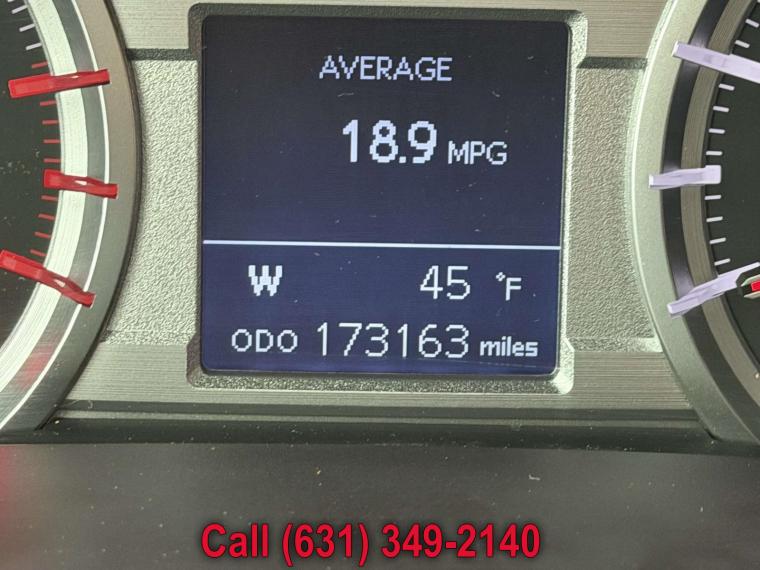 AVERAGE
18.9 MPG
W 45 °F
ODO 173163 miles
Call (631) 349-2140